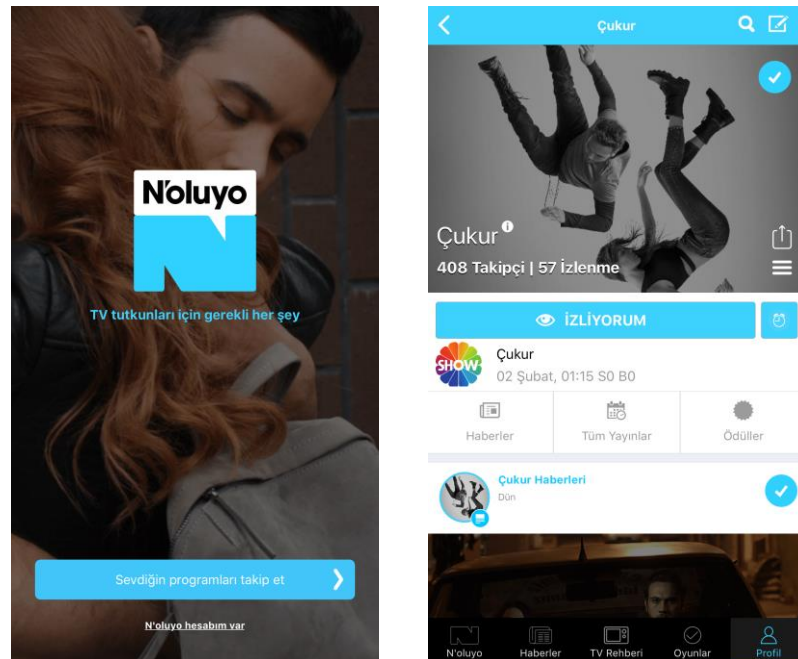 N'oluyo
TV tutkunları için gerekli her şey
Sevdiğin programları takip et
N'oluyo hesabım var
Çukur
Çukur
408 Takipçi | 57 İzlenme
İZLİYORUM
SHOW
Çukur
02 Şubat, 01:15 S0 B0
Haberler
Tüm Yayınlar
Ödüller
Çukur Haberleri
Dün
N'oluyo
Haberler
TV Rehberi
Oyunlar
Profil